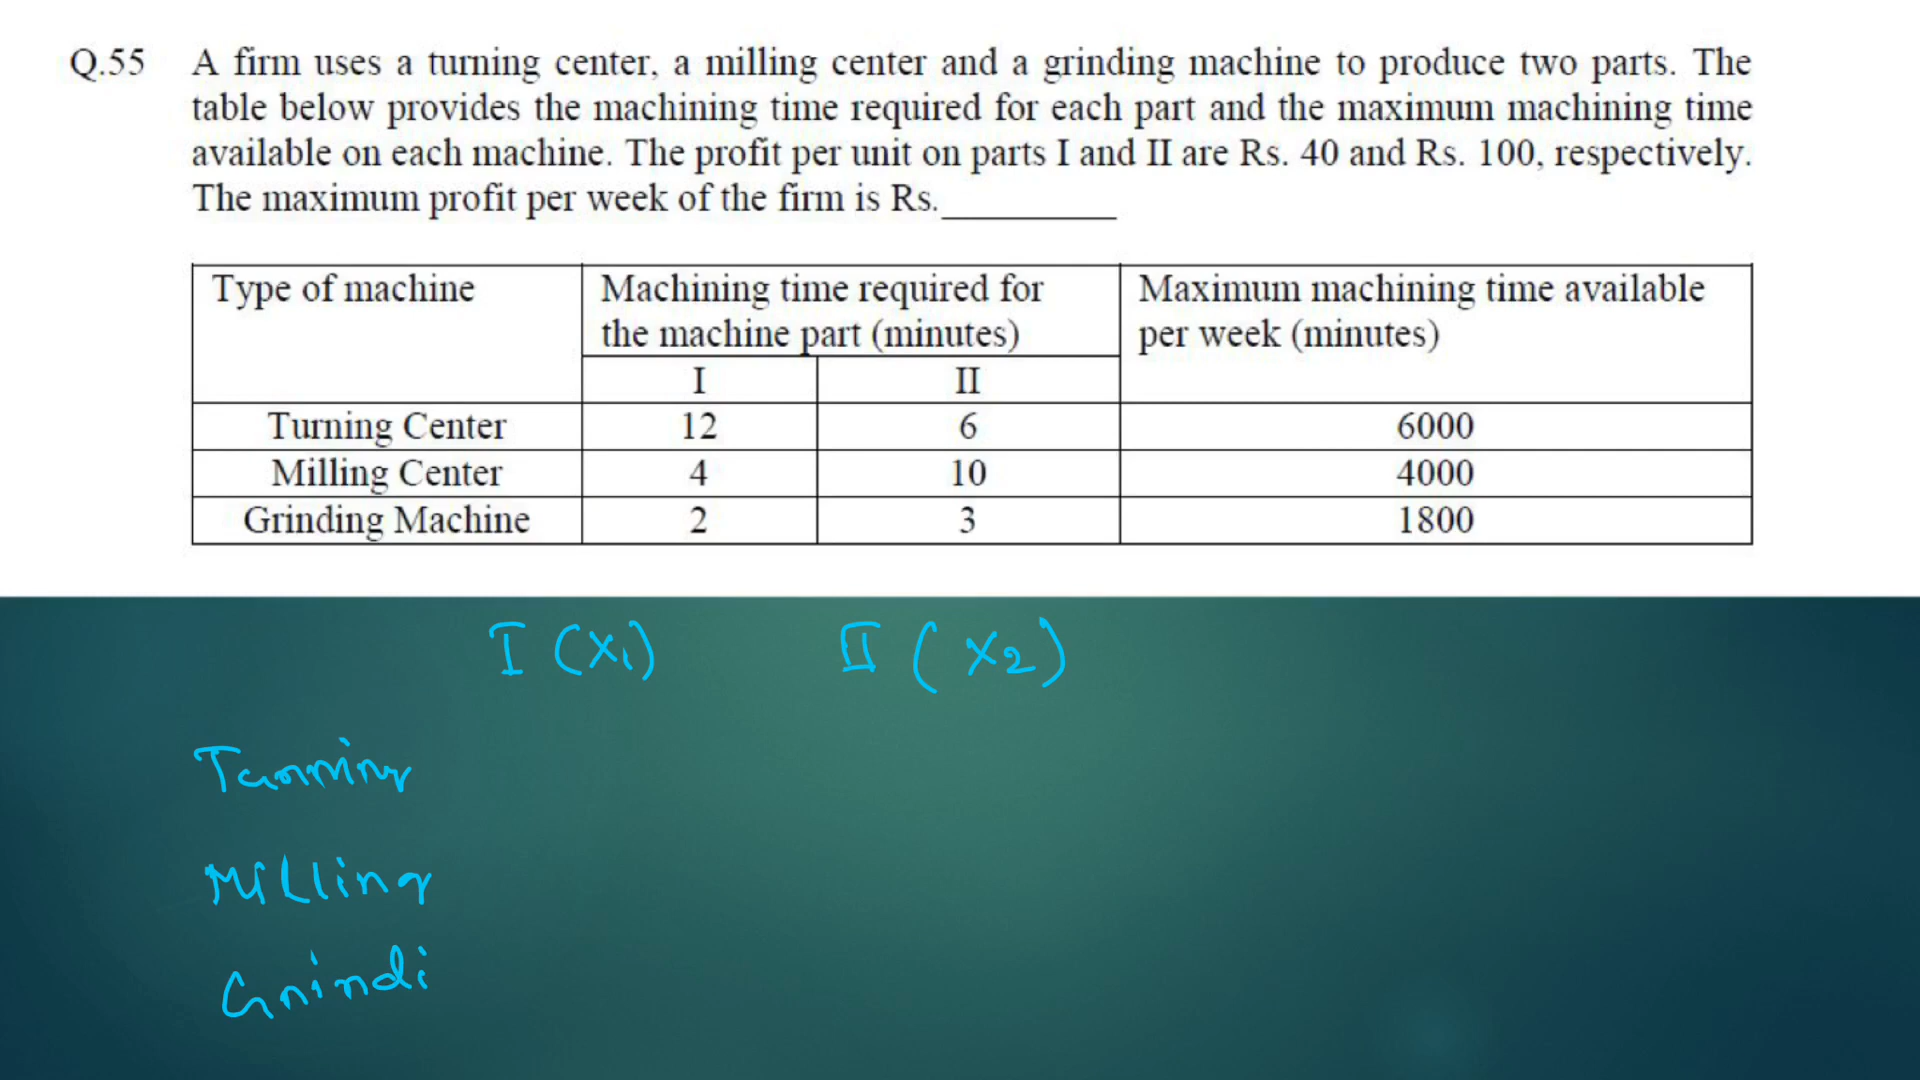 Q.55 A firm uses a turning center, a milling center and a grinding machine to produce two parts. The
table below provides the machining time required for each part and the maximum machining time
available on each machine. The profit per unit on parts I and II are Rs. 40 and Rs. 100, respectively.
The maximum profit per week of the firm is Rs.__________
Type of machine Machining time required for the machine part (minutes) Maximum machining time available per week (minutes)
I II
Turning Center 12 6 6000
Milling Center 4 10 4000
Grinding Machine 2 3 1800
I (x1) II (x2)
Turning
Milling
Grindi